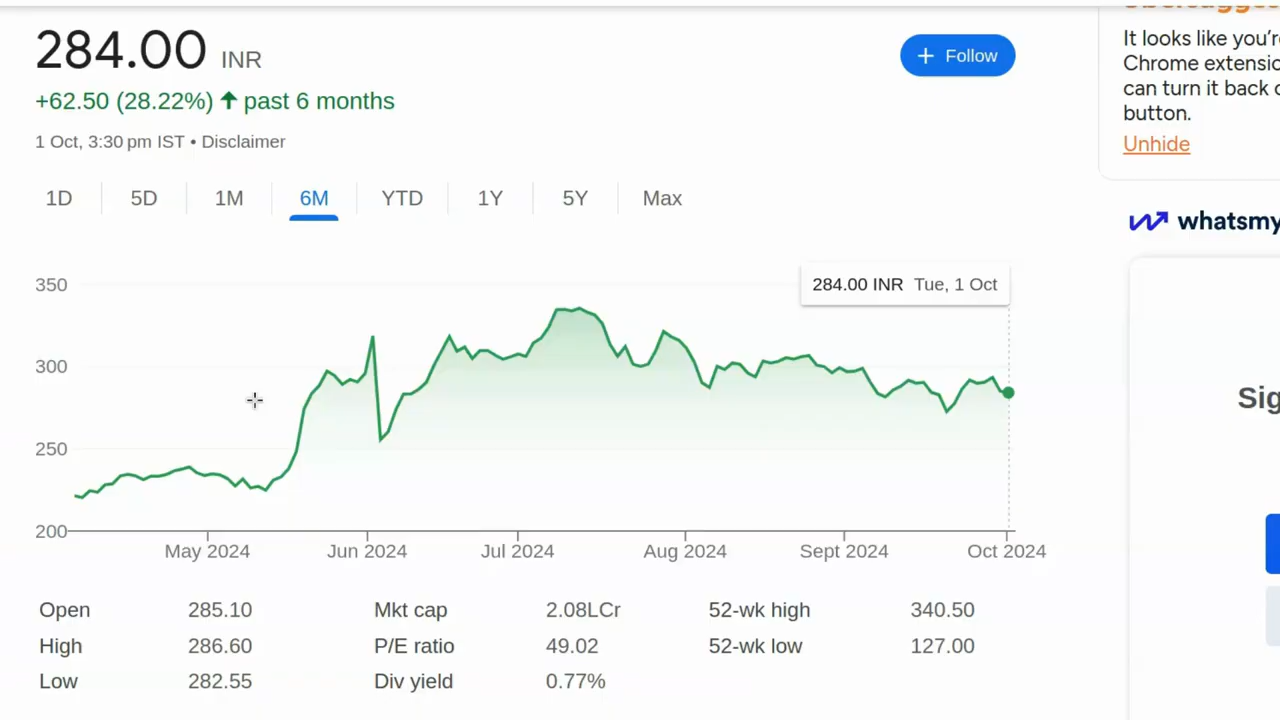 284.00 INR
+ Follow
+62.50 (28.22%) ↑ past 6 months
1 Oct, 3:30 pm IST • Disclaimer
1D 5D 1M 6M YTD 1Y 5Y Max
284.00 INR Tue, 1 Oct
350
300
250
200
May 2024 Jun 2024 Jul 2024 Aug 2024 Sept 2024 Oct 2024
Open 285.10 Mkt cap 2.08LCr 52-wk high 340.50
High 286.60 P/E ratio 49.02 52-wk low 127.00
Low 282.55 Div yield 0.77%
It looks like you're
Chrome extensio
can turn it back o
button.
Unhide
whatsmy
Sig